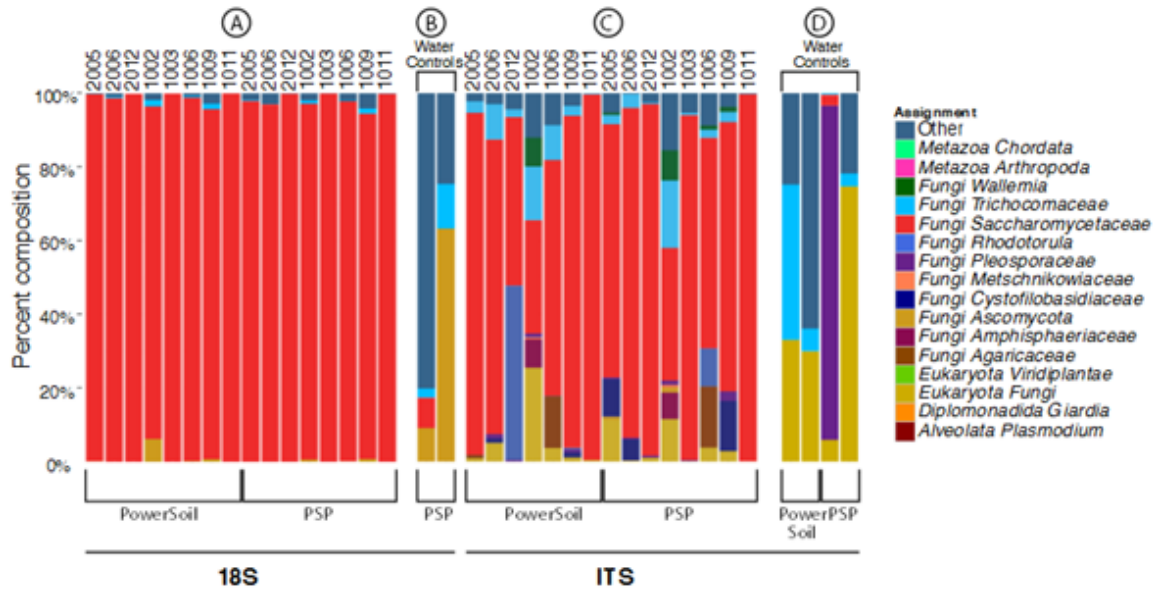 A B C D
Water Controls
Water Controls
2005 2006 2012 1002 1003 1006 1009 1011 2005 2006 2012 1002 1003 1006 1009 1011
2005 2006 2012 1002 1006 1009 1011 2005 2006 2012 1002 1003 1006 1009 1011
Percent composition
100%
80%
60%
40%
20%
0%
PowerSoil PSP PSP PowerSoil PSP Power PSP
Soil
18S ITS
Assignment
Other
Metazoa Chordata
Metazoa Arthropoda
Fungi Wallemia
Fungi Trichocomaceae
Fungi Saccharomycetaceae
Fungi Rhodotorula
Fungi Pleosporaceae
Fungi Metschnikowiaceae
Fungi Cystofilobasidiaceae
Fungi Ascomycota
Fungi Amphisphaeriaceae
Fungi Agaricaceae
Eukaryota Viridiplantae
Eukaryota Fungi
Diplomonadida Giardia
Alveolata Plasmodium